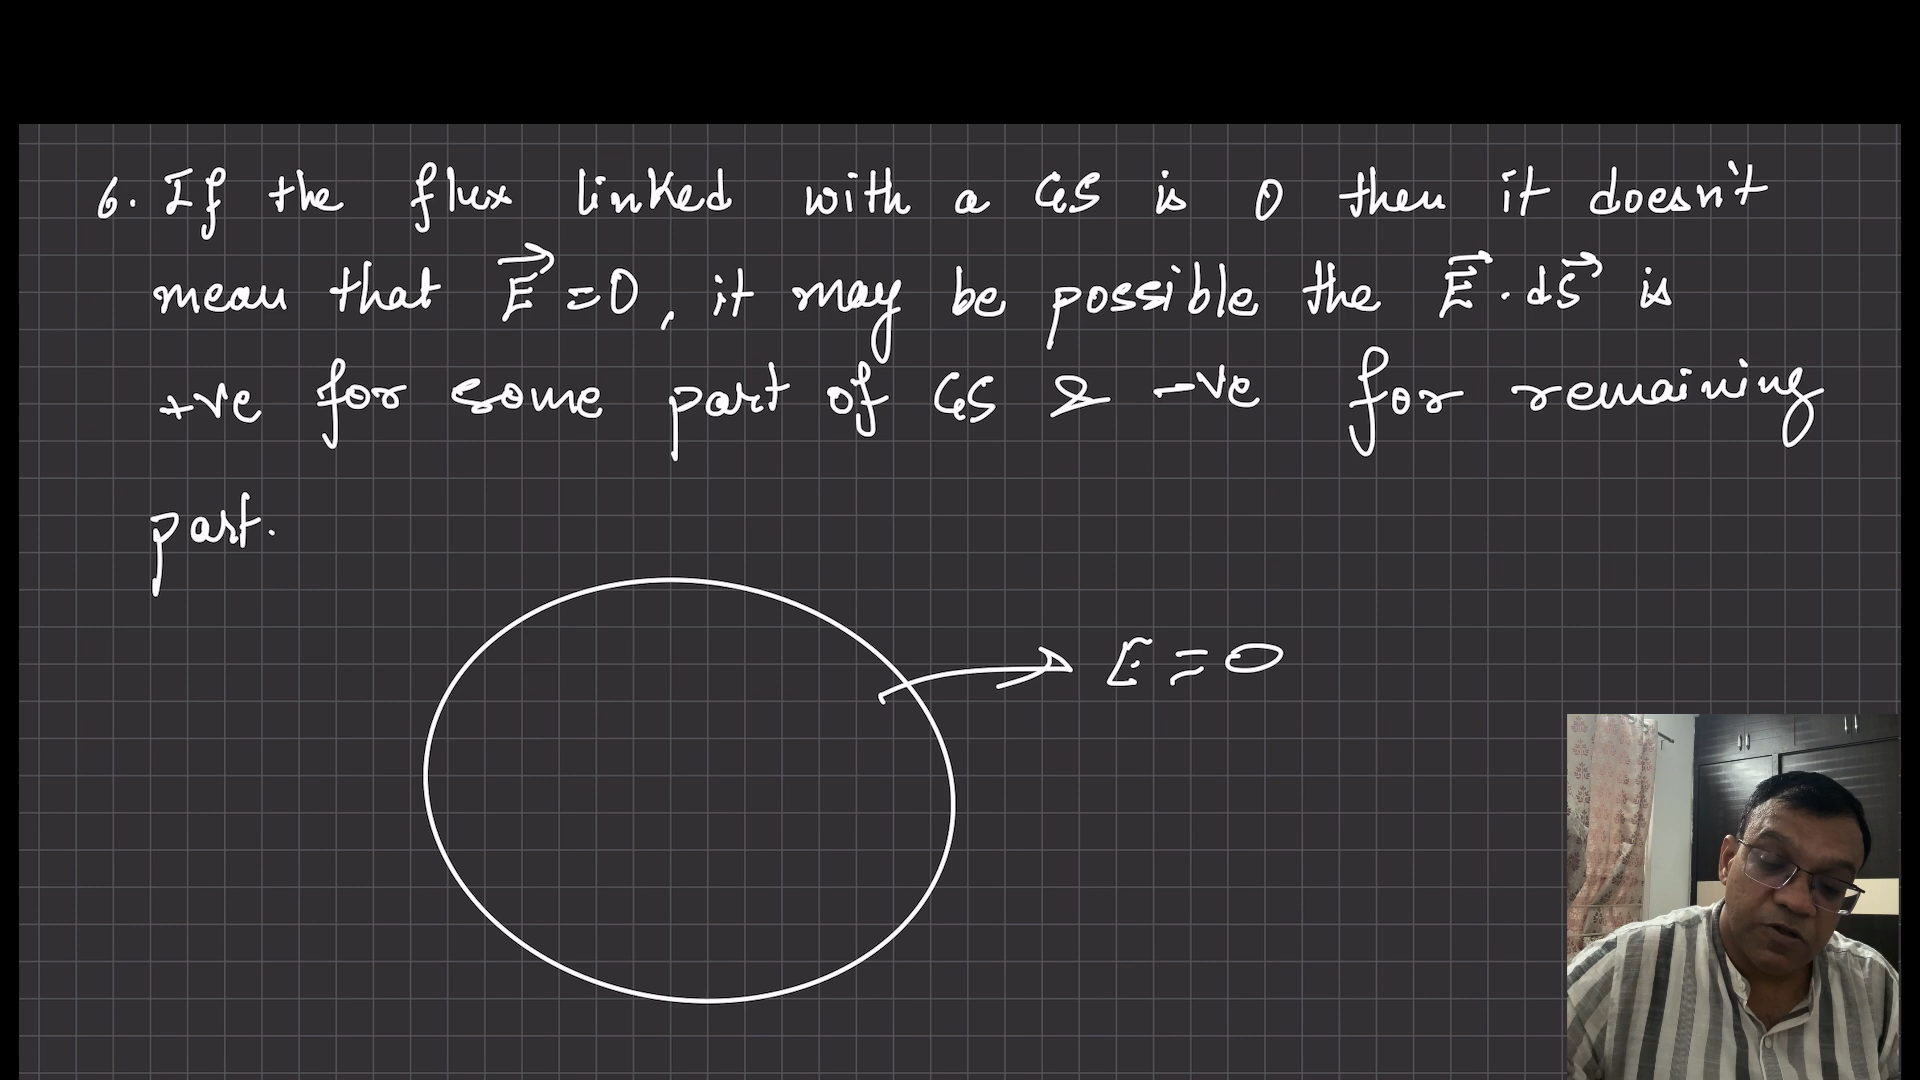 6. If the flux linked with a GS is 0 then it doesn't
mean that E⃗ = 0, it may be possible the E⃗ . dS⃗ is
+ve for some part of GS & -ve for remaining
part.
E = 0